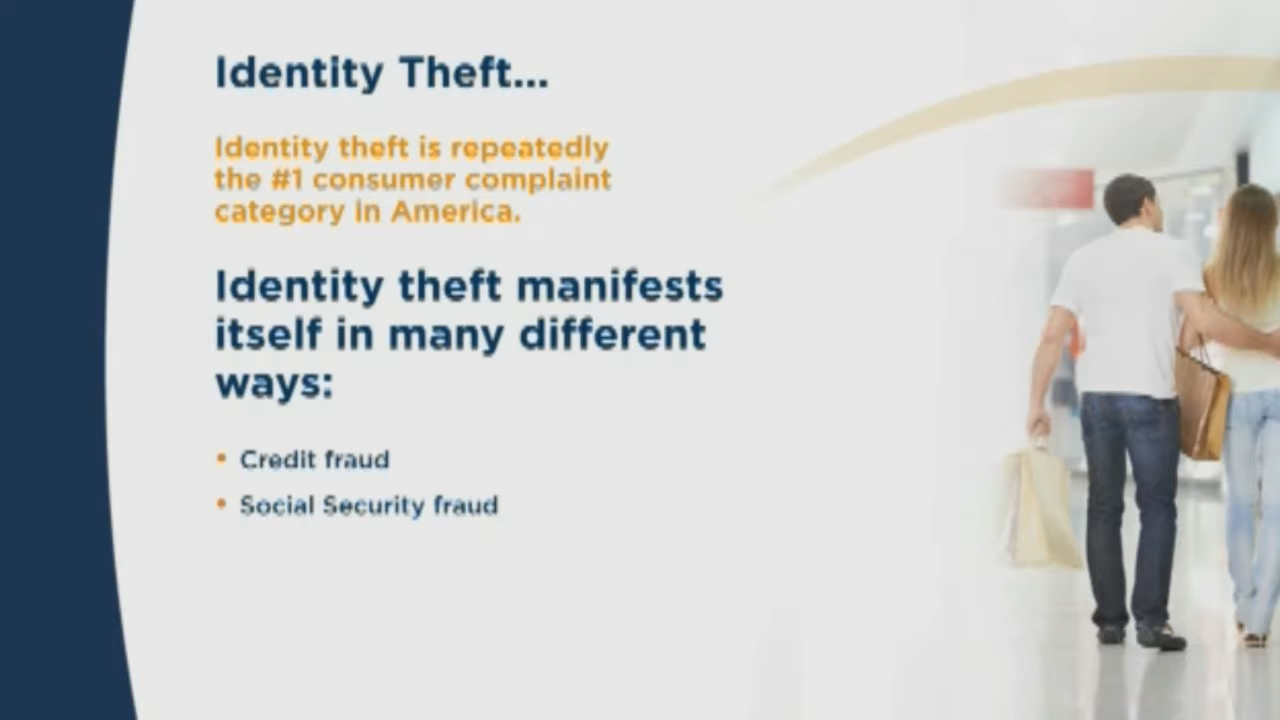 Identity Theft...
Identity theft is repeatedly
the #1 consumer complaint
category in America.
Identity theft manifests
itself in many different
ways:
• Credit fraud
• Social Security fraud